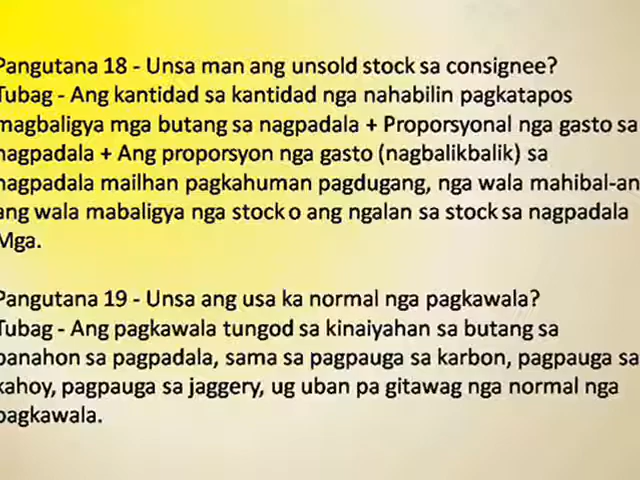 Pangutana 18 - Unsa man ang unsold stock sa consignee?
Tubag - Ang kantidad sa kantidad nga nahabilin pagkatapos
magbaligya mga butang sa nagpadala + Proporsyonal nga gasto sa
nagpadala + Ang proporsyon nga gasto (nagbalikbalik) sa
nagpadala mailhan pagkahuman pagdugang, nga wala mahibal-an
ang wala mabaligya nga stock o ang ngalan sa stock sa nagpadala
Mga.
Pangutana 19 - Unsa ang usa ka normal nga pagkawala?
Tubag - Ang pagkawala tungod sa kinaiyahan sa butang sa
panahon sa pagpadala, sama sa pagpauga sa karbon, pagpauga sa
kahoy, pagpauga sa jaggery, ug uban pa gitawag nga normal nga
pagkawala.